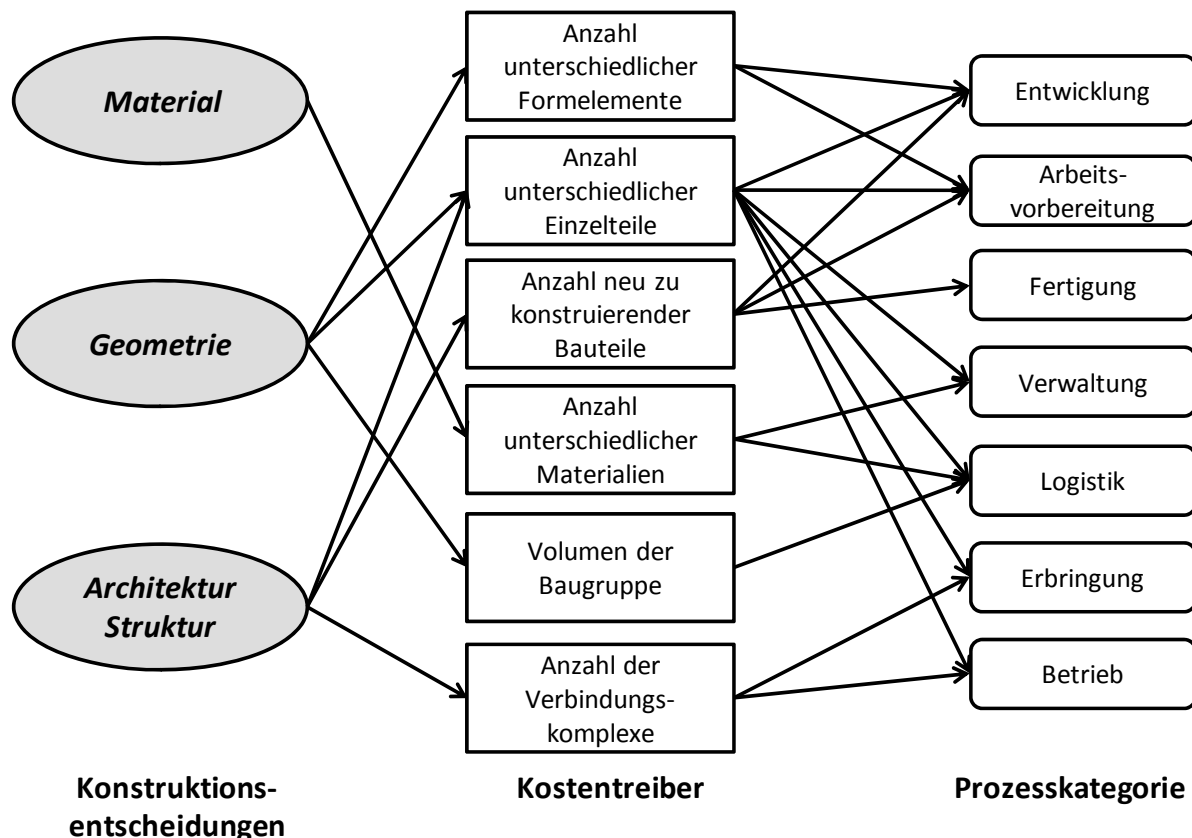 Material
Geometrie
Architektur
Struktur
Konstruktions-
entscheidungen
Anzahl
unterschiedlicher
Formelemente
Anzahl
unterschiedlicher
Einzelteile
Anzahl neu zu
konstruierender
Bauteile
Anzahl
unterschiedlicher
Materialien
Volumen der
Baugruppe
Anzahl der
Verbindungs-
komplexe
Kostentreiber
Entwicklung
Arbeits-
vorbereitung
Fertigung
Verwaltung
Logistik
Erbringung
Betrieb
Prozesskategorie